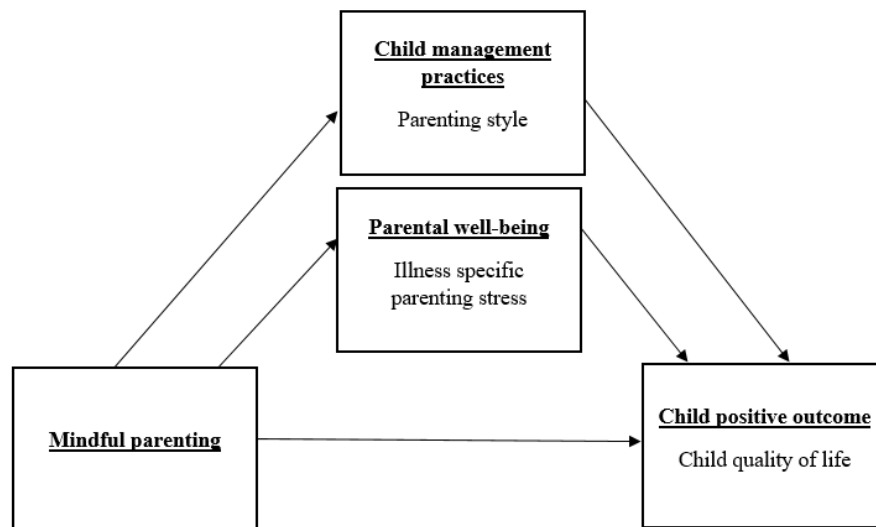 Child management
practices
Parenting style
Parental well-being
Illness specific
parenting stress
Mindful parenting
Child positive outcome
Child quality of life